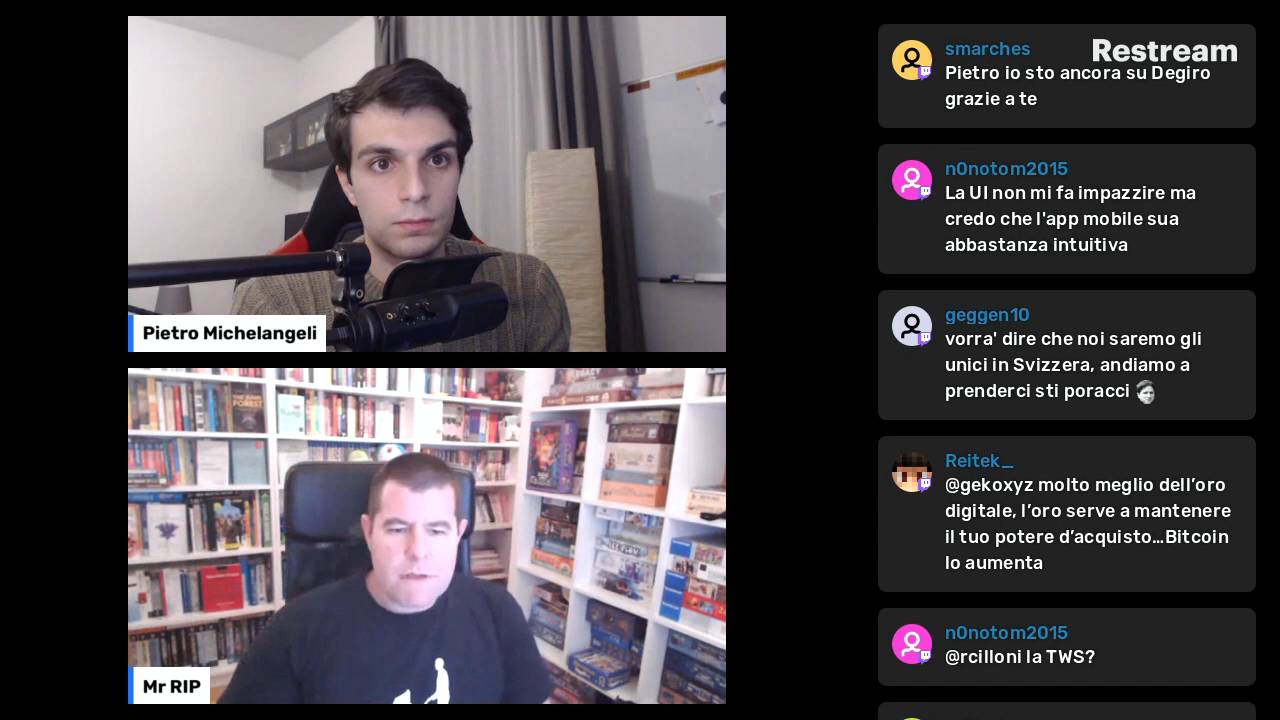 Pietro Michelangeli
Mr RIP
Restream
smarches
Pietro io sto ancora su Degiro
grazie a te
n0notom2015
La UI non mi fa impazzire ma
credo che l'app mobile sua
abbastanza intuitiva
geggen10
vorra' dire che noi saremo gli
unici in Svizzera, andiamo a
prenderci sti poracci
Reitek_
@gekoxyz molto meglio dell’oro
digitale, l’oro serve a mantenere
il tuo potere d’acquisto…Bitcoin
lo aumenta
n0notom2015
@rcilloni la TWS?